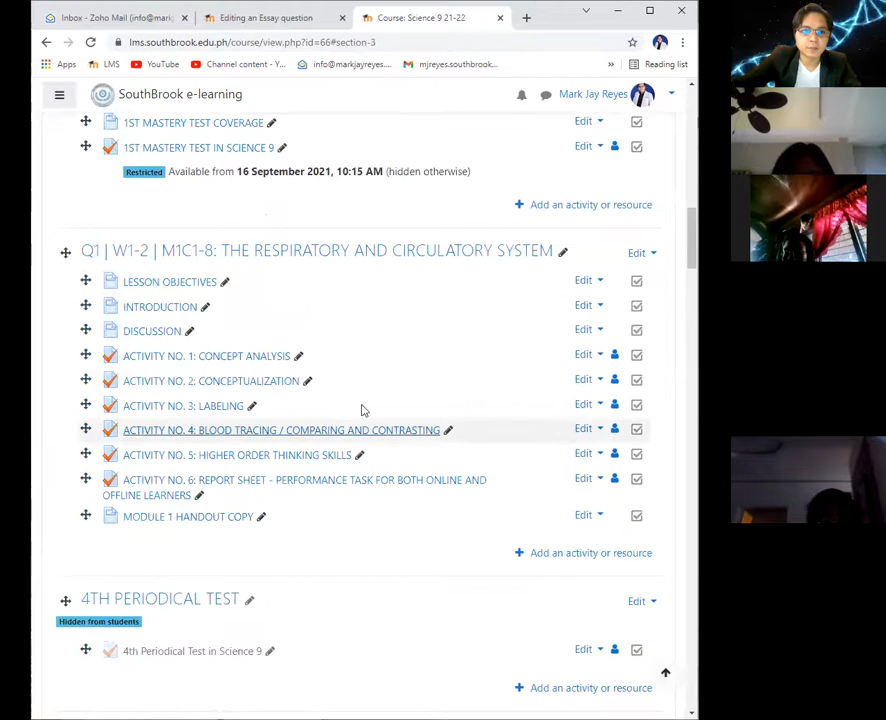 Inbox - Zoho Mail (info@mark
Editing an Essay question
Course: Science 9 21-22
lms.southbrook.edu.ph/course/view.php?id=66#section-3
Apps
LMS
YouTube
Channel content - Y...
info@markjayreyes....
mjreyes.southbrook...
»
Reading list
SouthBrook e-learning
Mark Jay Reyes
1ST MASTERY TEST COVERAGE
Edit
1ST MASTERY TEST IN SCIENCE 9
Edit
Restricted Available from 16 September 2021, 10:15 AM (hidden otherwise)
+ Add an activity or resource
Q1 | W1-2 | M1C1-8: THE RESPIRATORY AND CIRCULATORY SYSTEM
Edit
LESSON OBJECTIVES
Edit
INTRODUCTION
Edit
DISCUSSION
Edit
ACTIVITY NO. 1: CONCEPT ANALYSIS
Edit
ACTIVITY NO. 2: CONCEPTUALIZATION
Edit
ACTIVITY NO. 3: LABELING
Edit
ACTIVITY NO. 4: BLOOD TRACING / COMPARING AND CONTRASTING
Edit
ACTIVITY NO. 5: HIGHER ORDER THINKING SKILLS
Edit
ACTIVITY NO. 6: REPORT SHEET - PERFORMANCE TASK FOR BOTH ONLINE AND
OFFLINE LEARNERS
Edit
MODULE 1 HANDOUT COPY
Edit
+ Add an activity or resource
4TH PERIODICAL TEST
Edit
Hidden from students
4th Periodical Test in Science 9
Edit
+ Add an activity or resource